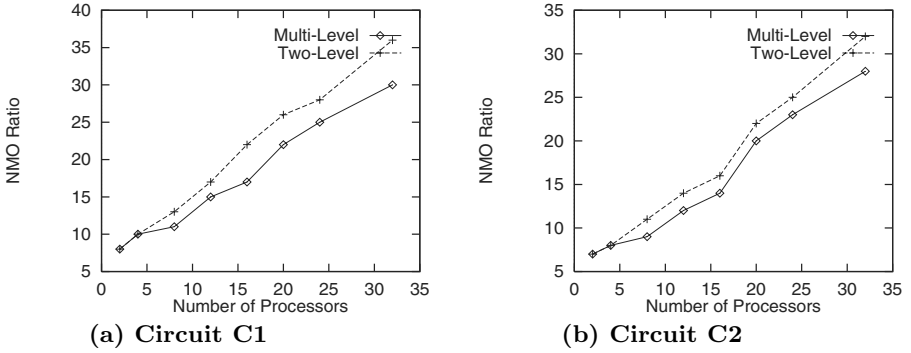 40
35
30
25
20
15
10
5
NMO Ratio
Multi-Level
Two-Level
0 5 10 15 20 25 30 35
Number of Processors
(a) Circuit C1
40
35
30
25
20
15
10
5
NMO Ratio
Multi-Level
Two-Level
0 5 10 15 20 25 30 35
Number of Processors
(b) Circuit C2